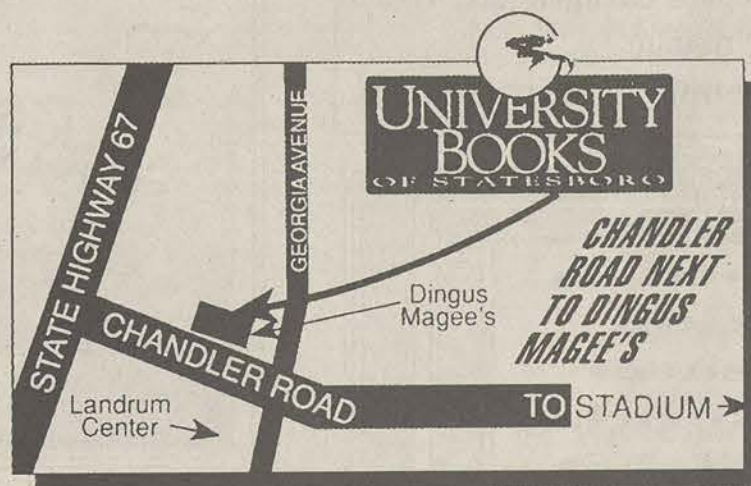 UNIVERSITY
BOOKS
OF STATESBORO
STATE HIGHWAY 67
GEORGIA AVENUE
CHANDLER
ROAD NEXT
TO DINGUS
MAGEE'S
Dingus
Magee's
CHANDLER ROAD
Landrum
Center
TO STADIUM